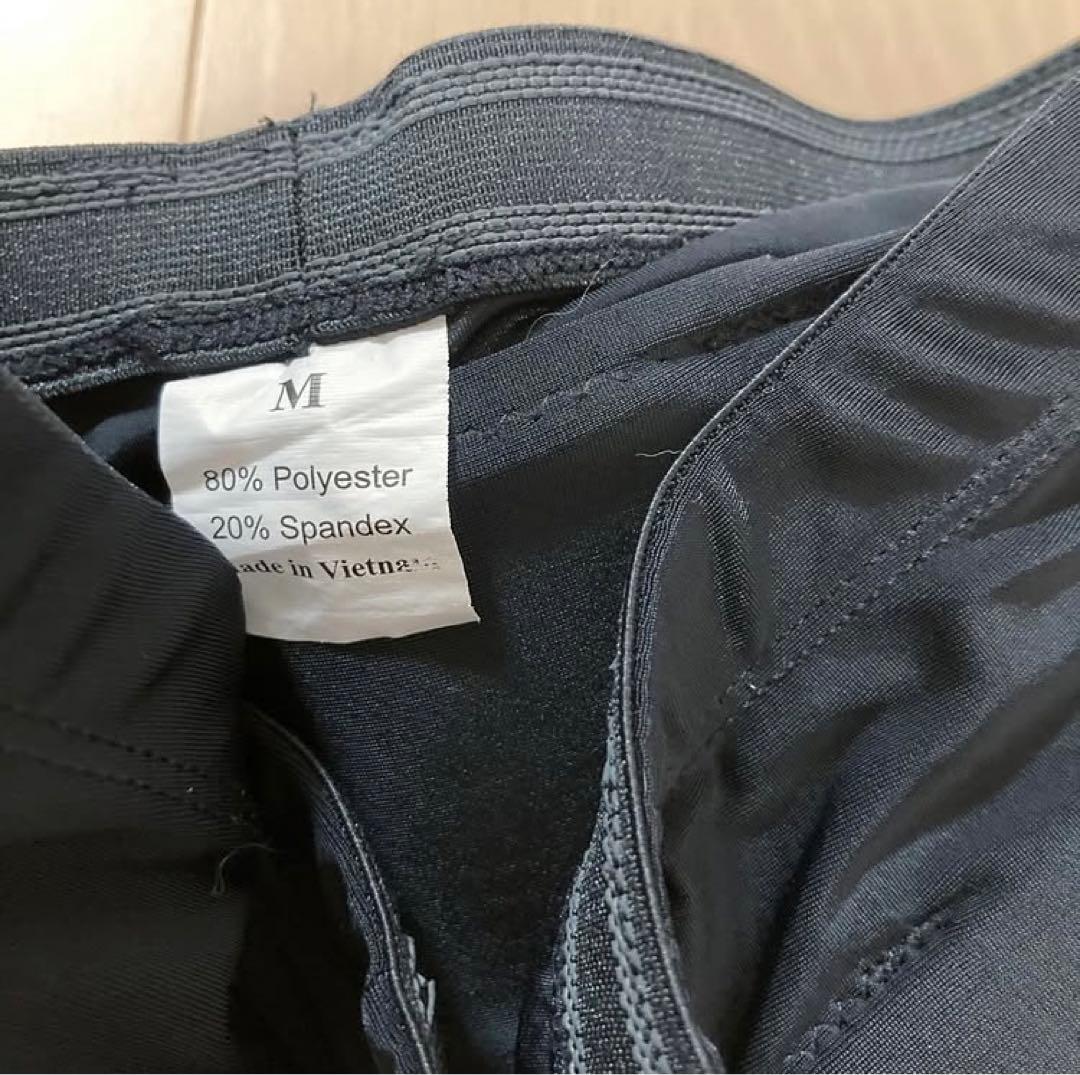 M
80% Polyester
20% Spandex
ade in Vietna